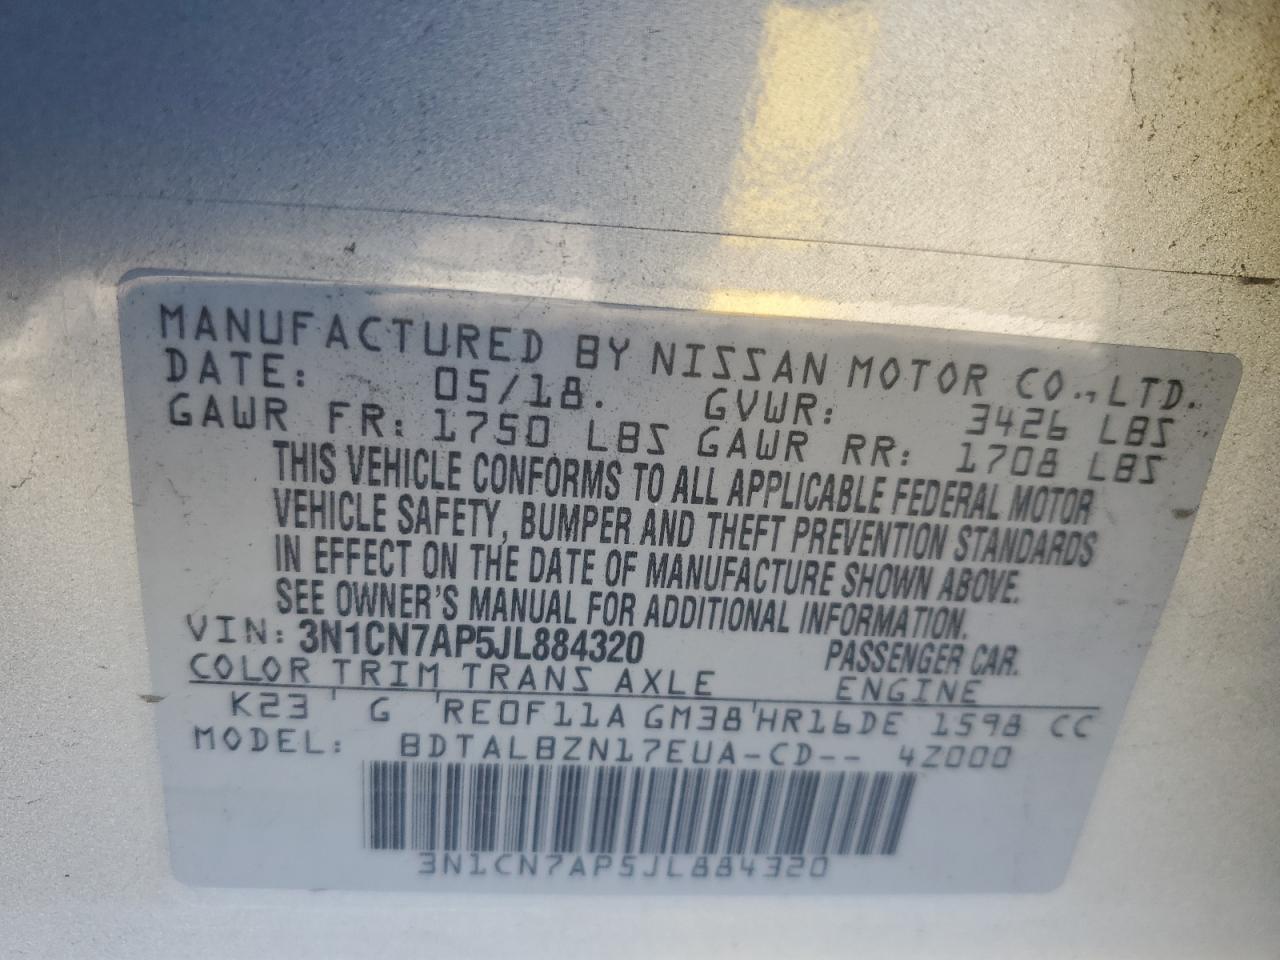 MANUFACTURED BY NISSAN MOTOR CO., LTD.
DATE: 05/18. GVWR: 3426 LBS
GAWR FR: 1750 LBS GAWR RR: 1708 LBS
THIS VEHICLE CONFORMS TO ALL APPLICABLE FEDERAL MOTOR
VEHICLE SAFETY, BUMPER AND THEFT PREVENTION STANDARDS
IN EFFECT ON THE DATE OF MANUFACTURE SHOWN ABOVE.
SEE OWNER'S MANUAL FOR ADDITIONAL INFORMATION.
VIN: 3N1CN7AP5JL884320 PASSENGER CAR.
COLOR TRIM TRANS AXLE ENGINE
K23 G RE0F11A GM38 HR16DE 1598 CC
MODEL: BDTALBZN17EUA-CD-- 4Z000
3N1CN7AP5JL884320